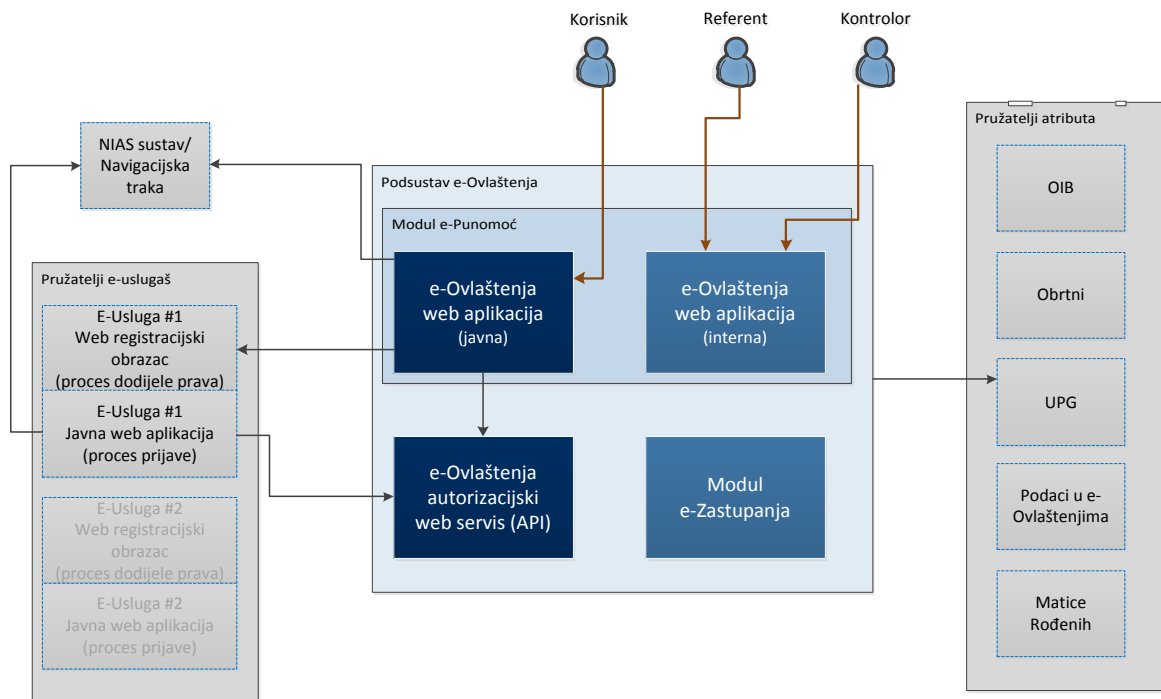 Korisnik
Referent
Kontrolor
NIAS sustav/
Navigacijska
traka
Podsustav e-Ovlaštenja
Modul e-Punomoć
e-Ovlaštenja
web aplikacija
(javna)
e-Ovlaštenja
web aplikacija
(interna)
e-Ovlaštenja
autorizacijski
web servis (API)
Modul
e-Zastupanja
Pružatelji e-uslugaš
E-Usluga #1
Web registracijski
obrazac
(proces dodijele prava)
E-Usluga #1
Javna web aplikacija
(proces prijave)
E-Usluga #2
Web registracijski
obrazac
(proces dodijele prava)
E-Usluga #2
Javna web aplikacija
(proces prijave)
Pružatelji atributa
OIB
Obrtni
UPG
Podaci u e-
Ovlaštenjima
Matice
Rođenih